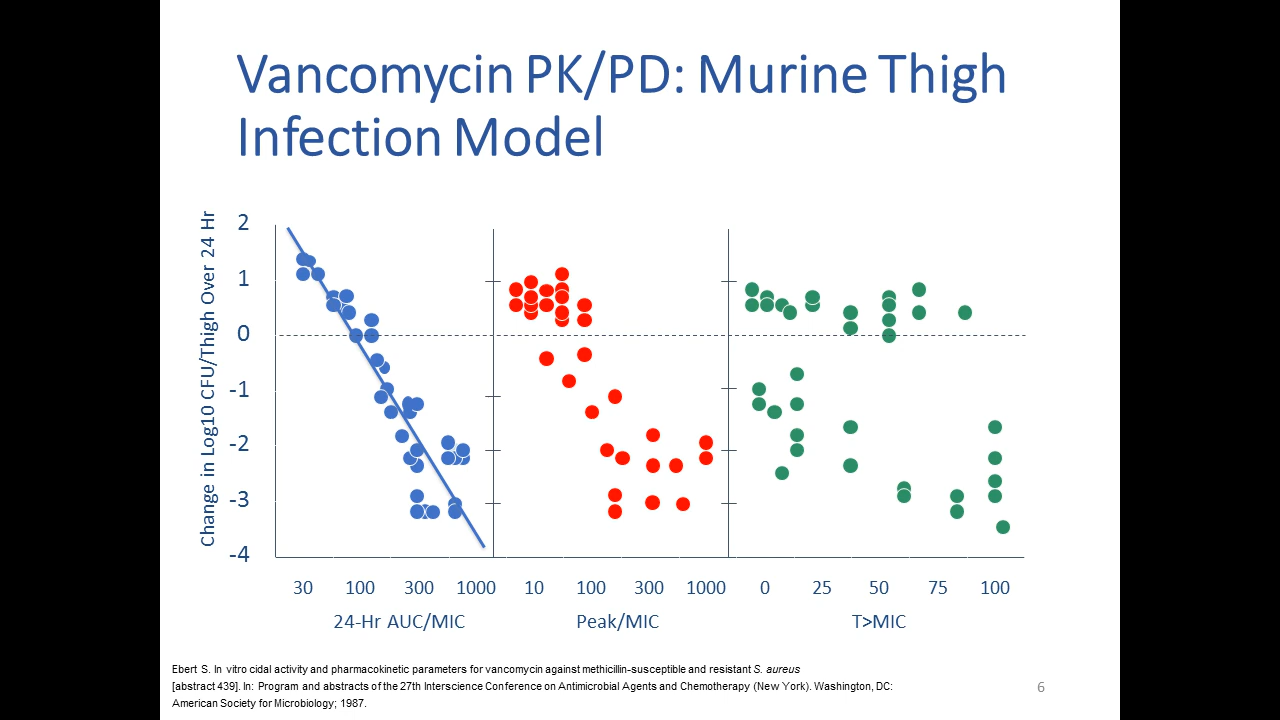 Vancomycin PK/PD: Murine Thigh
Infection Model
Change in Log10 CFU/Thigh Over 24 Hr
2
1
0
-1
-2
-3
-4
30 100 300 1000
10 100 300 1000
0 25 50 75 100
24-Hr AUC/MIC
Peak/MIC
T>MIC
Ebert S. In vitro cidal activity and pharmacokinetic parameters for vancomycin against methicillin-susceptible and resistant S. aureus
[abstract 439]. In: Program and abstracts of the 27th Interscience Conference on Antimicrobial Agents and Chemotherapy (New York). Washington, DC:
American Society for Microbiology; 1987.
6